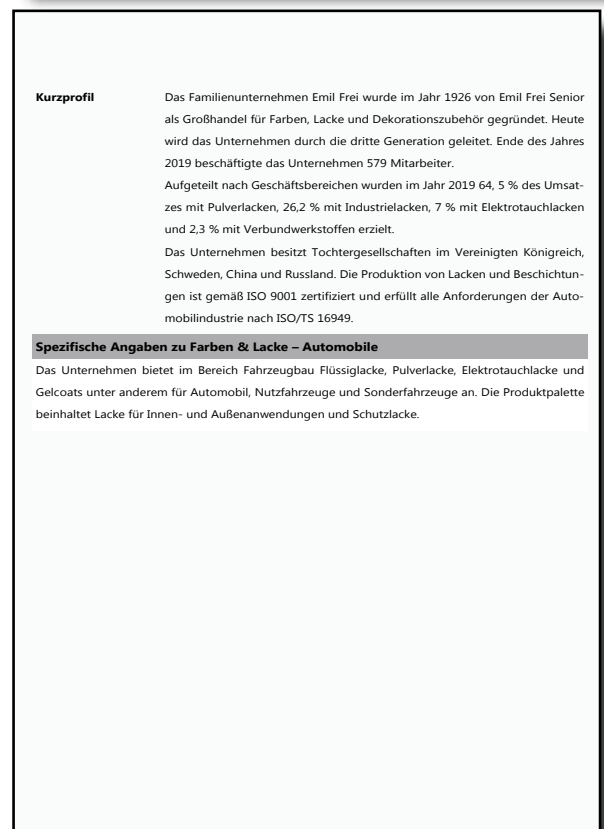 Kurzprofil Das Familienunternehmen Emil Frei wurde im Jahr 1926 von Emil Frei Senior
als Großhandel für Farben, Lacke und Dekorationszubehör gegründet. Heute
wird das Unternehmen durch die dritte Generation geleitet. Ende des Jahres
2019 beschäftigte das Unternehmen 579 Mitarbeiter.
Aufgeteilt nach Geschäftsbereichen wurden im Jahr 2019 64, 5 % des Umsat-
zes mit Pulverlacken, 26,2 % mit Industrielacken, 7 % mit Elektrotauchlacken
und 2,3 % mit Verbundwerkstoffen erzielt.
Das Unternehmen besitzt Tochtergesellschaften im Vereinigten Königreich,
Schweden, China und Russland. Die Produktion von Lacken und Beschichtun-
gen ist gemäß ISO 9001 zertifiziert und erfüllt alle Anforderungen der Auto-
mobilindustrie nach ISO/TS 16949.
Spezifische Angaben zu Farben & Lacke – Automobile
Das Unternehmen bietet im Bereich Fahrzeugbau Flüssiglacke, Pulverlacke, Elektrotauchlacke und
Gelcoats unter anderem für Automobil, Nutzfahrzeuge und Sonderfahrzeuge an. Die Produktpalette
beinhaltet Lacke für Innen- und Außenanwendungen und Schutzlacke.